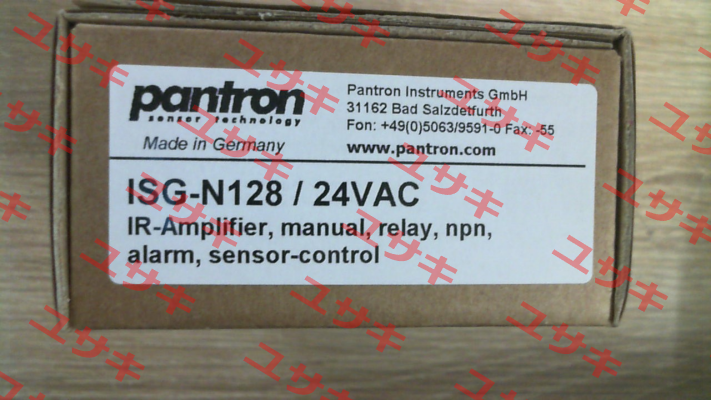 pantron
sensor technology
Made in Germany
Pantron Instruments GmbH
31162 Bad Salzdetfurth
Fon: +49(0)5063/9591-0 Fax: -55
www.pantron.com
ISG-N128 / 24VAC
IR-Amplifier, manual, relay, npn,
alarm, sensor-control
ユサキ